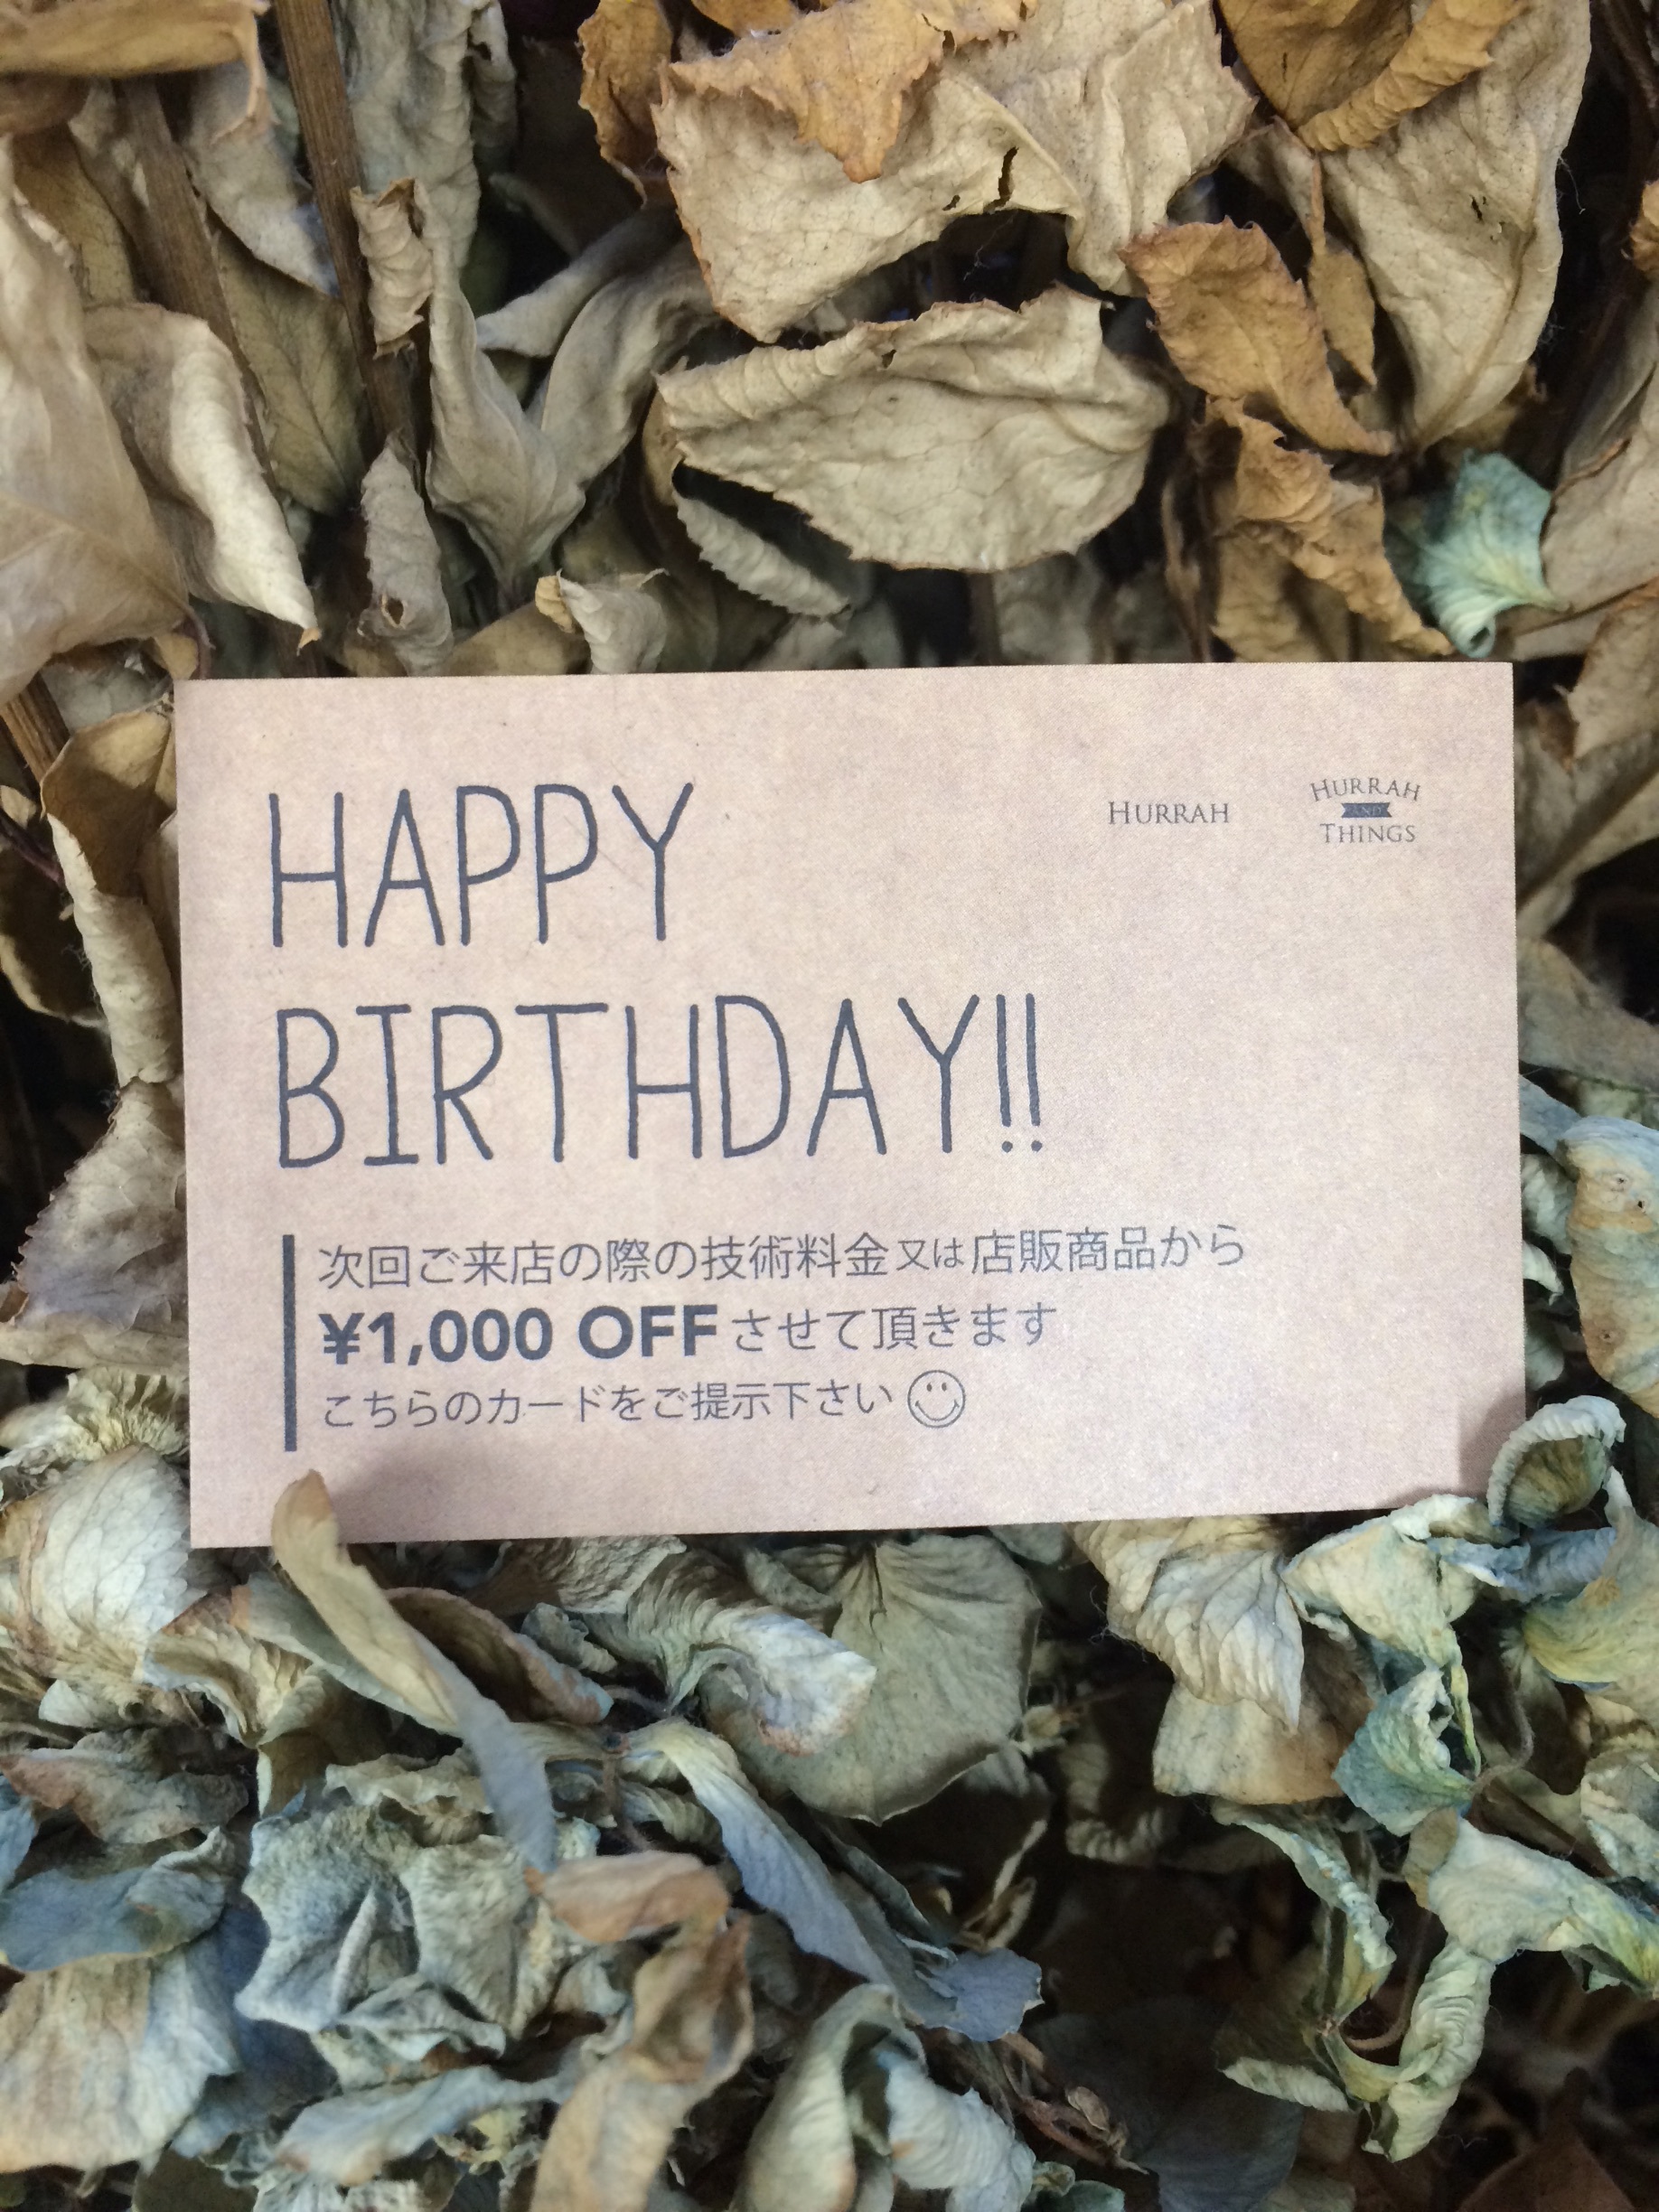 HAPPY
BIRTHDAY!!
HURRAH
HURRAH
AND
THINGS
次回ご来店の際の技術料金又は店販商品から
¥1,000 OFFさせて頂きます
こちらのカードをご提示下さい